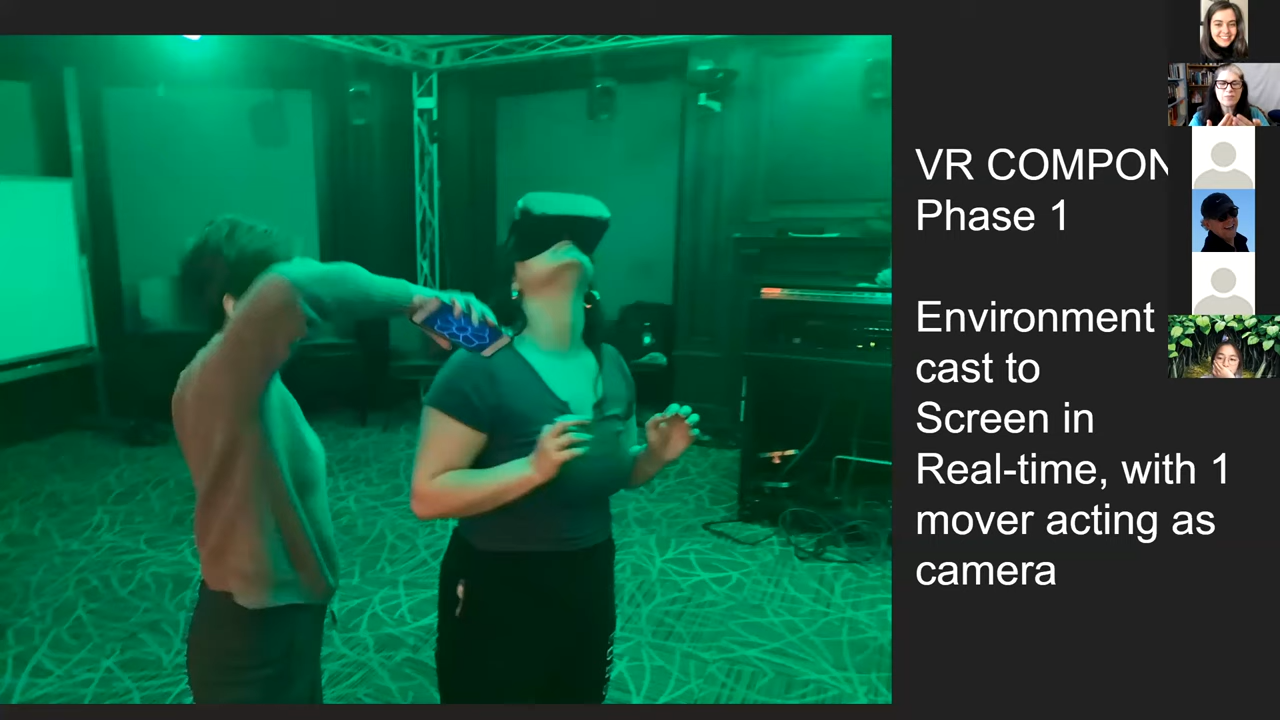 VR COMPON
Phase 1
Environment
cast to
Screen in
Real-time, with 1
mover acting as
camera